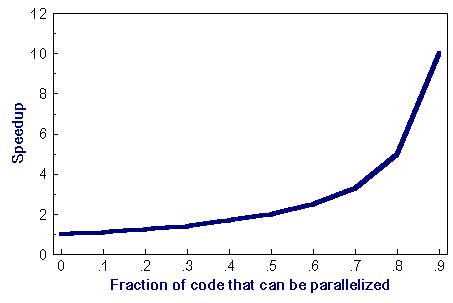 12
10
8
6
4
2
0
Speedup
0 .1 .2 .3 .4 .5 .6 .7 .8 .9
Fraction of code that can be parallelized